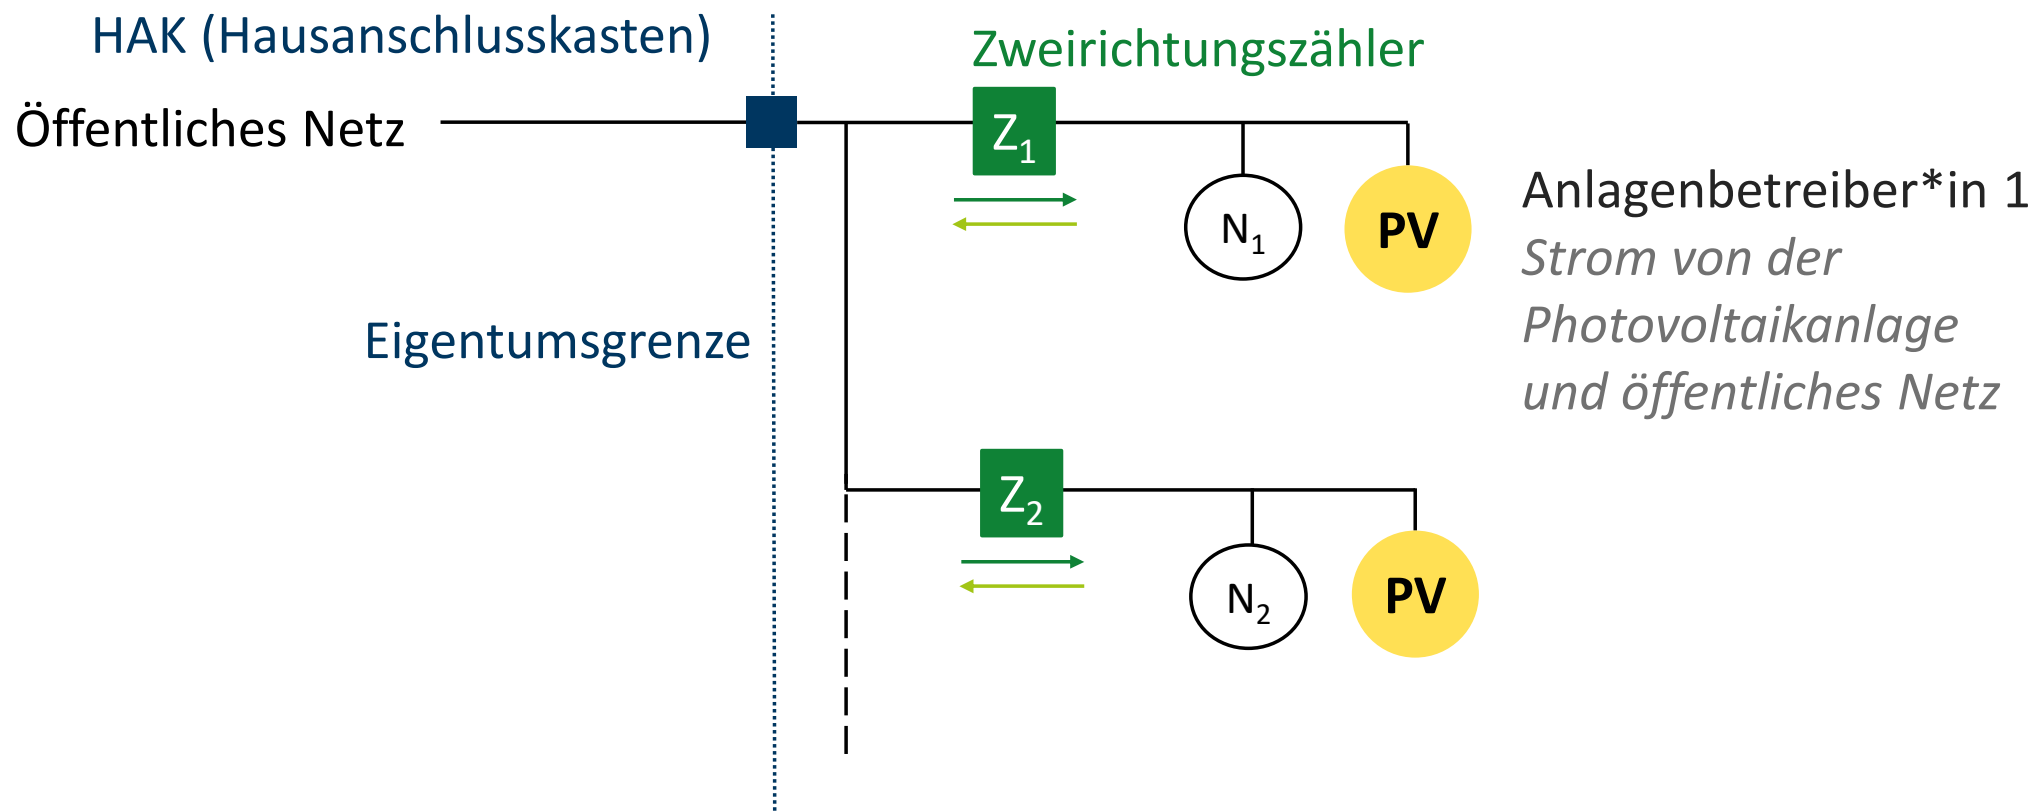 HAK (Hausanschlusskasten)
Zweirichtungszähler
Öffentliches Netz
Z1
N1
PV
Anlagenbetreiber*in 1
Strom von der
Photovoltaikanlage
und öffentliches Netz
Eigentumsgrenze
Z2
N2
PV